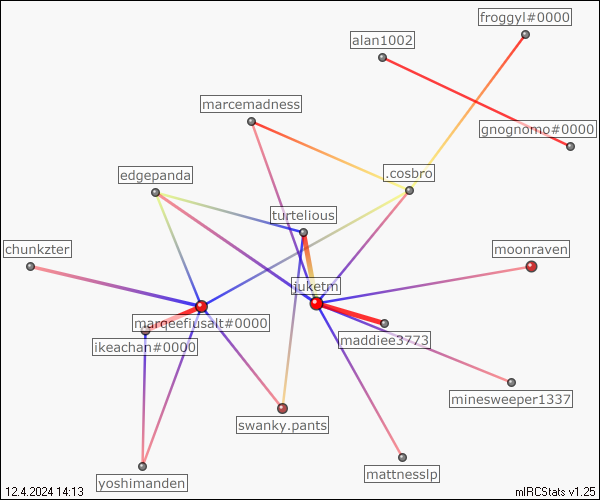 froggyl#0000
alan1002
marcemadness
gnognomo#0000
edgepanda
.cosbro
turtelious
chunkzter
moonraven
juketm
marqeefiusalt#0000
maddiee3773
ikeachan#0000
minesweeper1337
swanky.pants
mattnesslp
yoshimanden
12.4.2024 14:13
mIRCStats v1.25